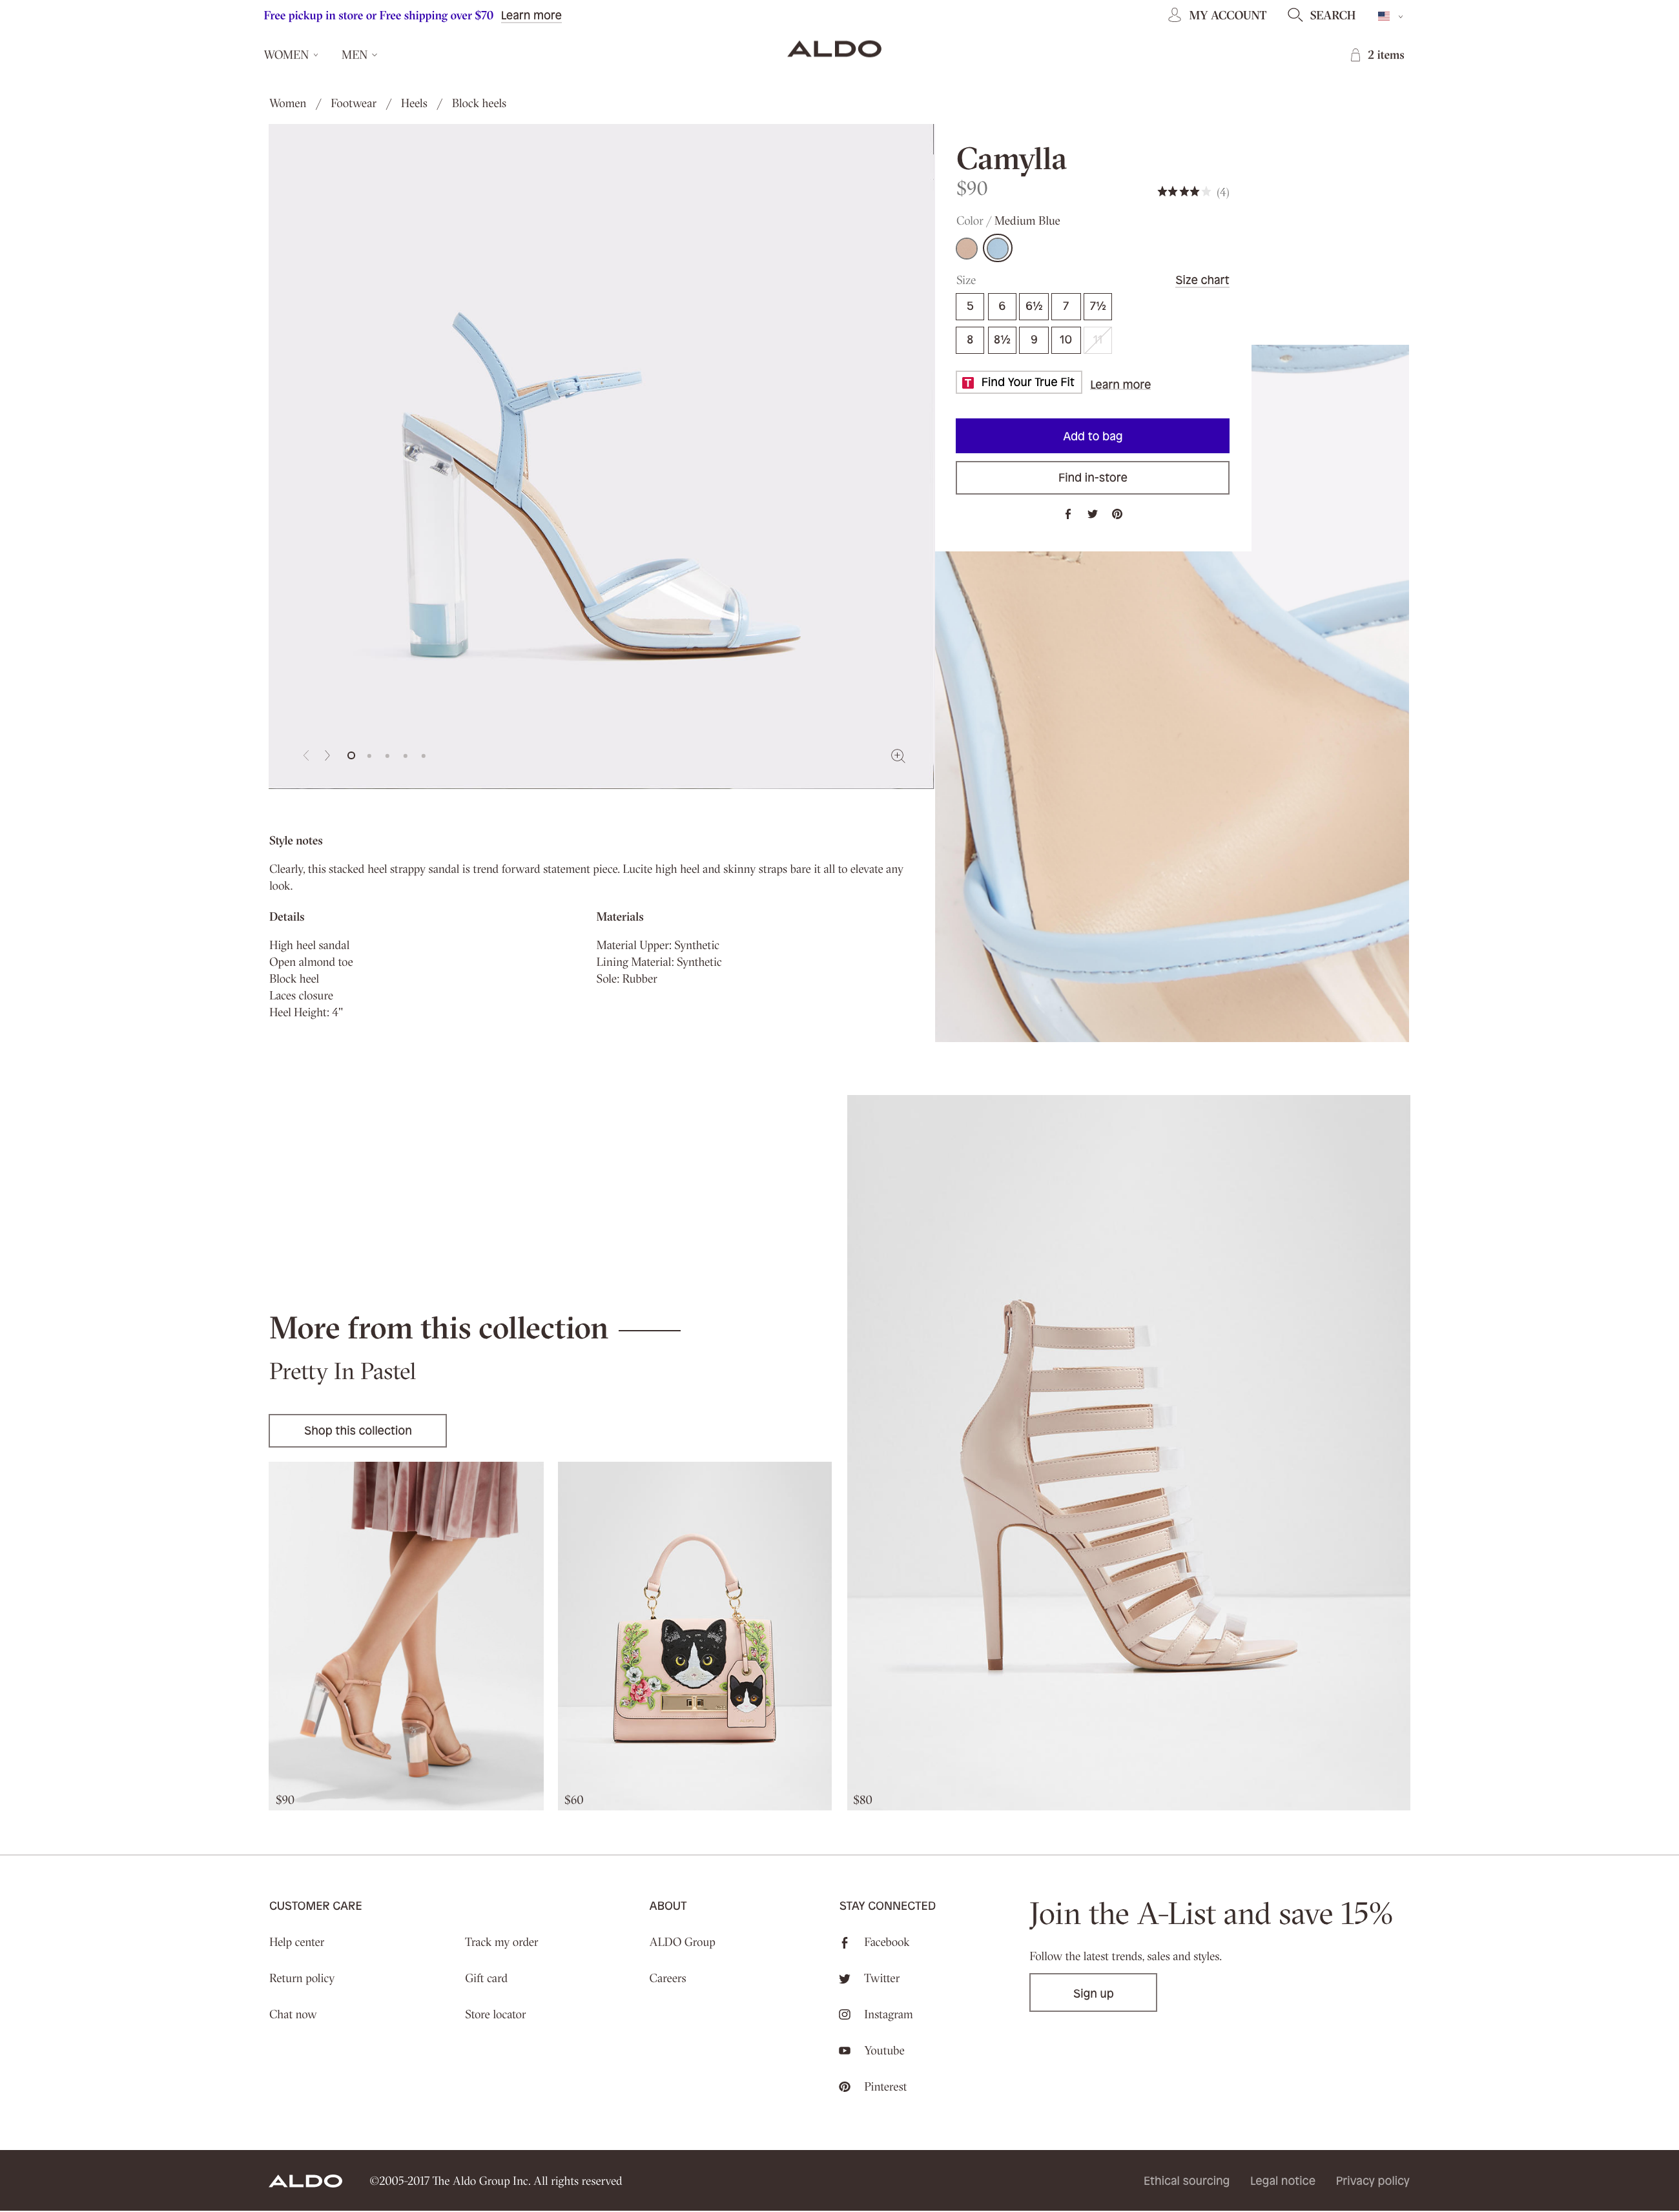 Free pickup in store or Free shipping over $70 Learn more
MY ACCOUNT SEARCH
WOMEN MEN
ALDO
2 items
Women / Footwear / Heels / Block heels
Camylla
$90
(4)
Color / Medium Blue
Size Size chart
5 6 6½ 7 7½
8 8½ 9 10 11
T Find Your True Fit Learn more
Add to bag
Find in-store
Style notes
Clearly, this stacked heel strappy sandal is trend forward statement piece. Lucite high heel and skinny straps bare it all to elevate any
look.
Details
High heel sandal
Open almond toe
Block heel
Laces closure
Heel Height: 4"
Materials
Material Upper: Synthetic
Lining Material: Synthetic
Sole: Rubber
More from this collection
Pretty In Pastel
Shop this collection
$90
$60
$80
CUSTOMER CARE
Help center
Return policy
Chat now
Track my order
Gift card
Store locator
ABOUT
ALDO Group
Careers
STAY CONNECTED
Facebook
Twitter
Instagram
Youtube
Pinterest
Join the A-List and save 15%
Follow the latest trends, sales and styles.
Sign up
ALDO ©2005-2017 The Aldo Group Inc. All rights reserved
Ethical sourcing Legal notice Privacy policy